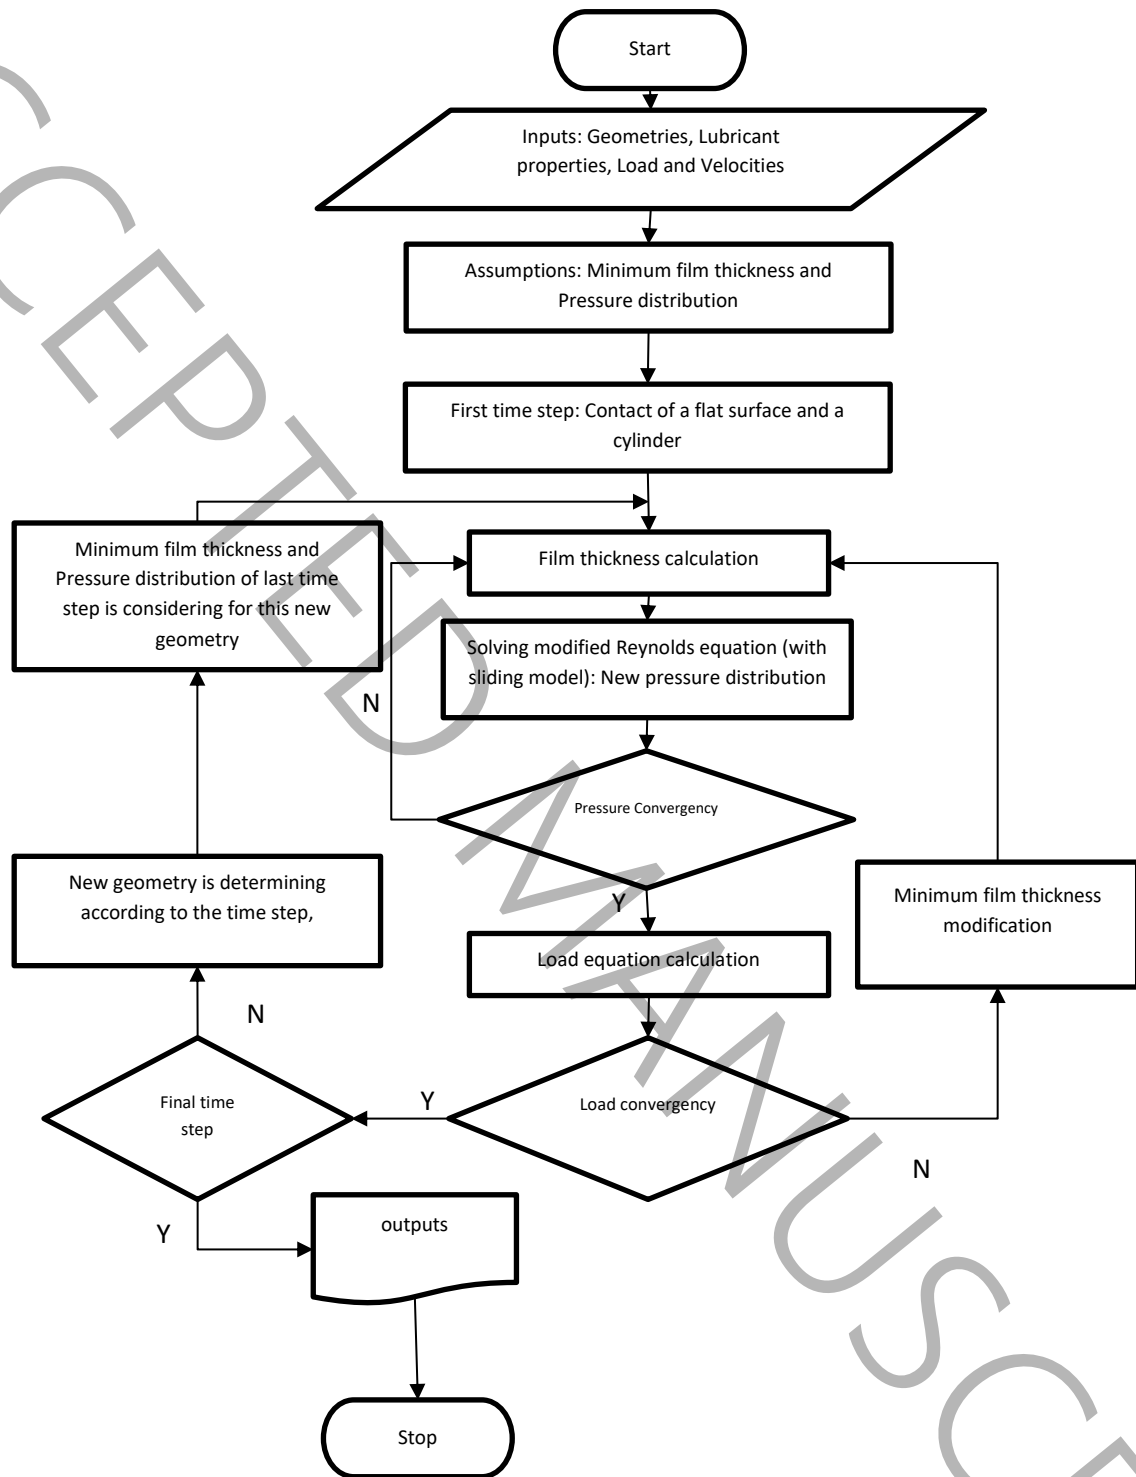 Start
Inputs: Geometries, Lubricant
properties, Load and Velocities
Assumptions: Minimum film thickness and
Pressure distribution
First time step: Contact of a flat surface and a
cylinder
Minimum film thickness and
Pressure distribution of last time
step is considering for this new
geometry
Film thickness calculation
Solving modified Reynolds equation (with
sliding model): New pressure distribution
N
Pressure Convergency
New geometry is determining
according to the time step,
Minimum film thickness
modification
Y
Load equation calculation
N
Final time
step
Y
Load convergency
N
Y
outputs
Stop
CCEPTED MANUSC